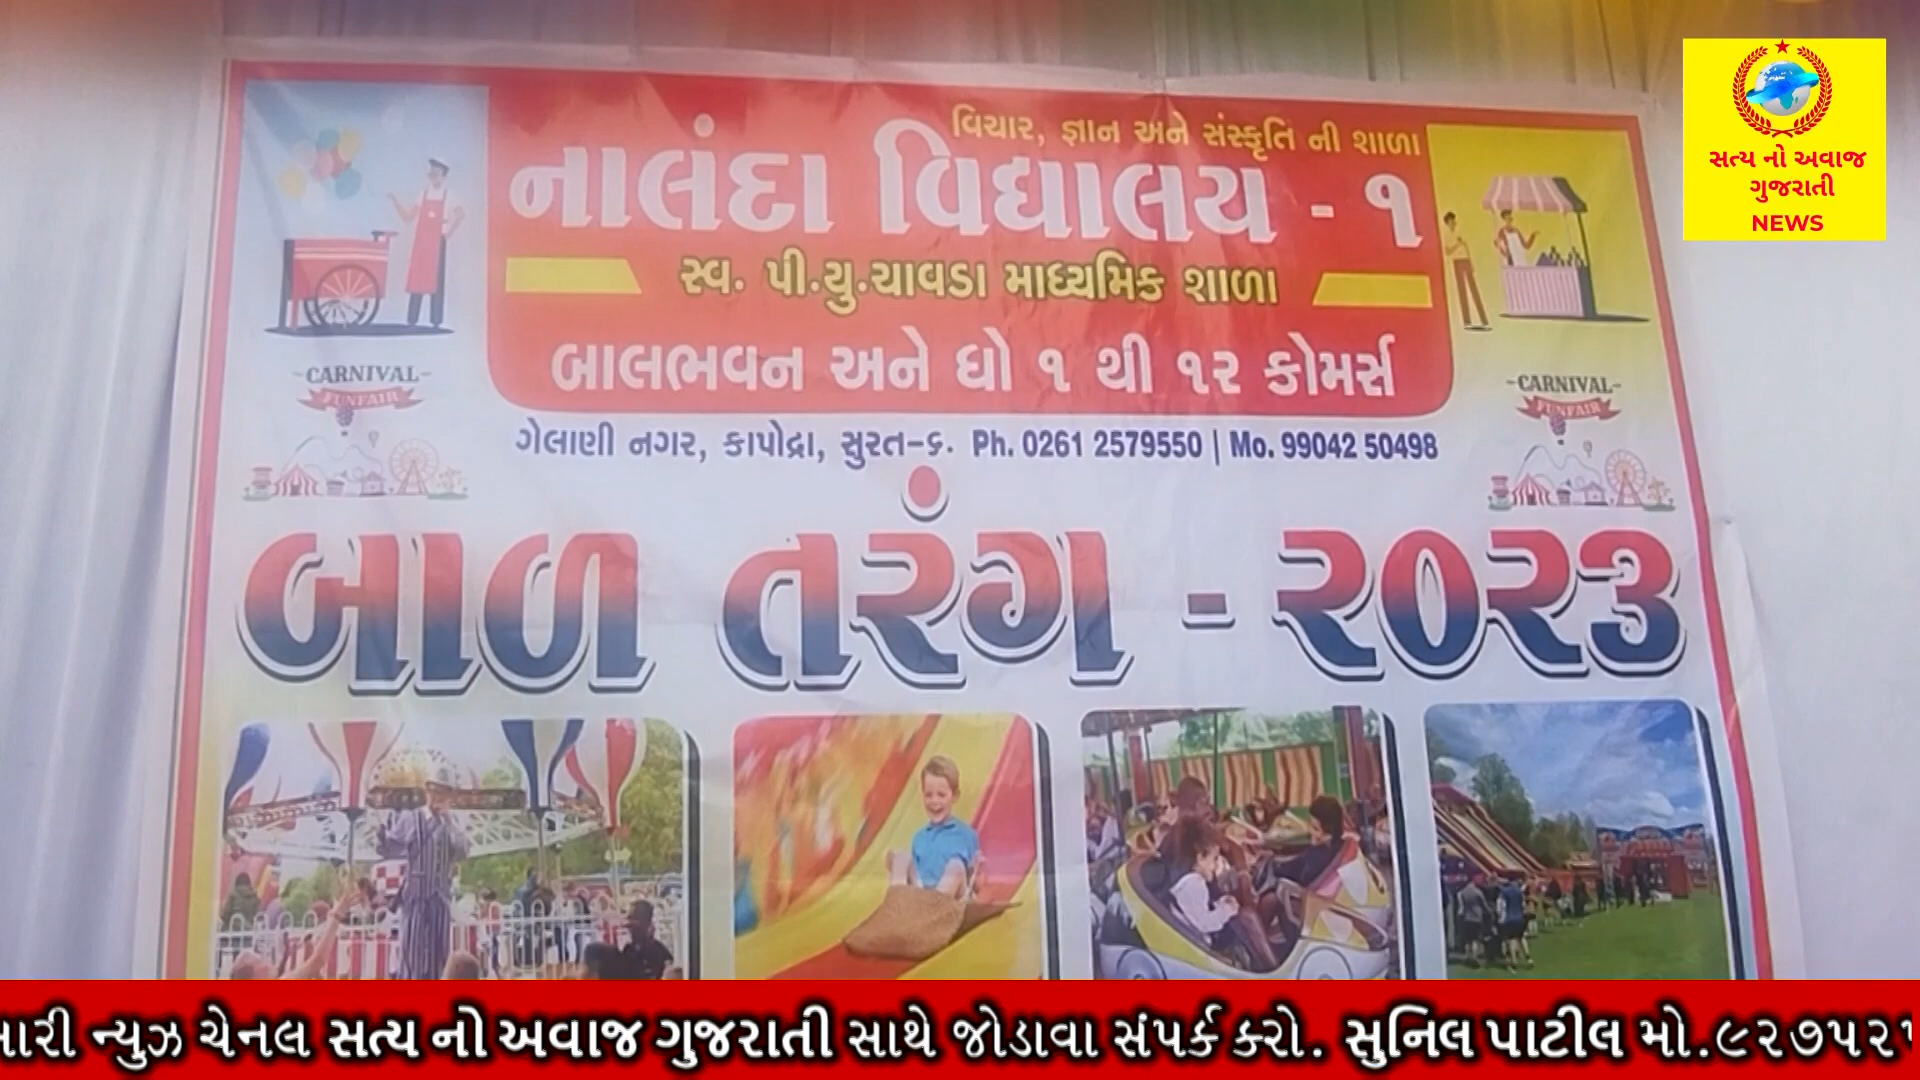 વિચાર, જ્ઞાન અને સંસ્કૃતિ ની શાળા
નાલંદા વિદ્યાલય - ૧
સ્વ. પી.યુ.ચાવડા માધ્યમિક શાળા
બાલભવન અને ધો ૧ થી ૧૨ કોમર્સ
ગેલાણી નગર, કાપોદ્રા, સુરત-૬. Ph. 0261 2579550 | Mo. 99042 50498
-CARNIVAL-
FUNFAIR
-CARNIVAL-
FUNFAIR
બાળ તરંગ - ૨૦૨૩
સત્ય નો અવાજ
ગુજરાતી
NEWS
ન્યુઝ ચેનલ સત્ય નો અવાજ ગુજરાતી સાથે જોડાવા સંપર્ક કરો. સુનિલ પાટીલ મો.૯૨૭૫૨